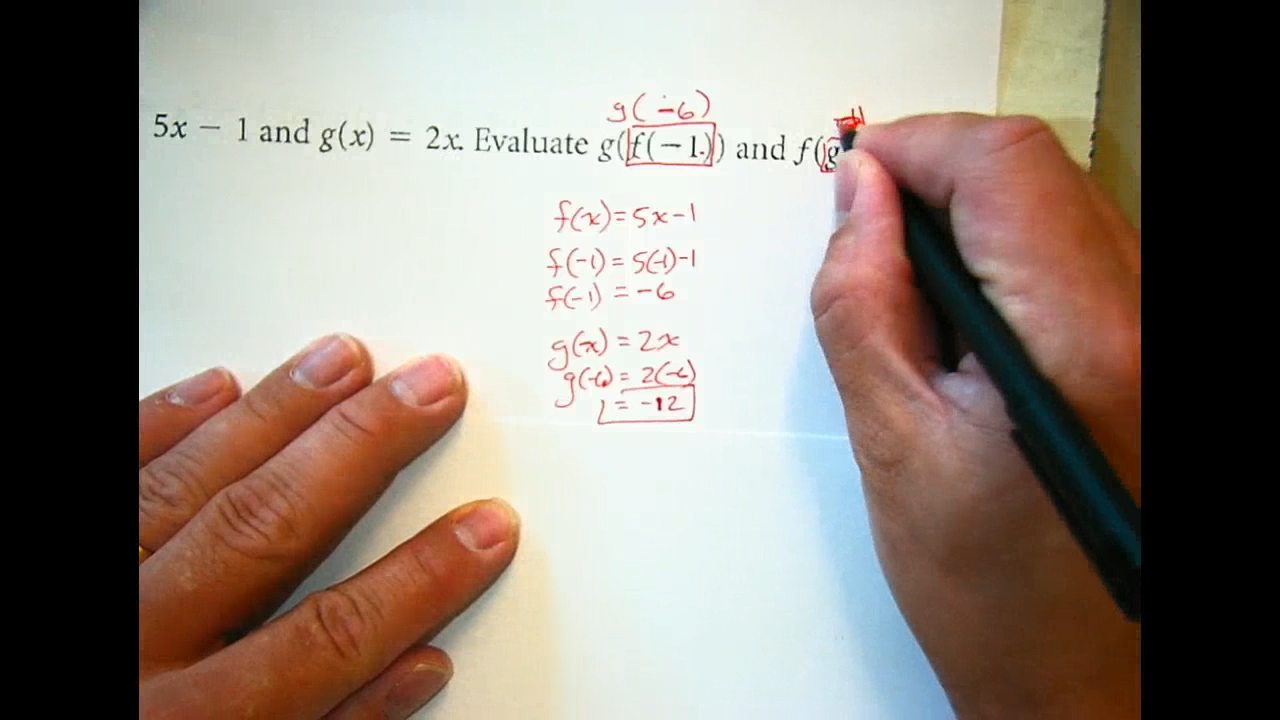 g(-6)
5x − 1 and g(x) = 2x. Evaluate g(f(−1)) and f(g
f(x)=5x-1
f(-1)=5(-1)-1
f(-1)=-6
g(x)=2x
g(-6)=2(-6)
=-12